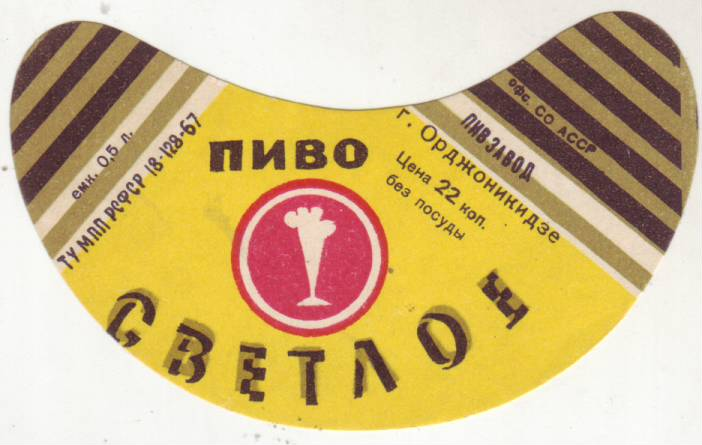 ПИВО
СВЕТЛОЕ
емк. 0,5 л.
ТУ МПП РСФСР 18-128-67
г. Орджоникидзе
Цена 22 коп.
без посуды
ПИВЗАВОД
офс. СО АССР